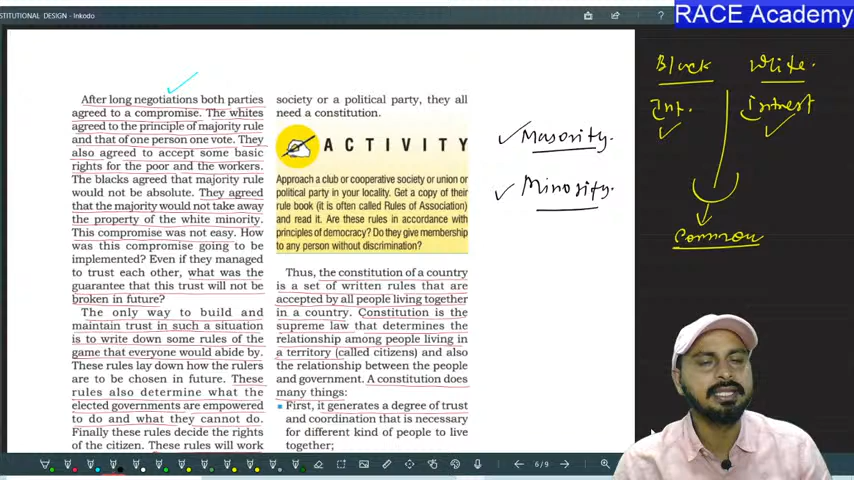 STITUTIONAL DESIGN - Inkodo
?
RACE Academy
After long negotiations both parties
agreed to a compromise. The whites
agreed to the principle of majority rule
and that of one person one vote. They
also agreed to accept some basic
rights for the poor and the workers.
The blacks agreed that majority rule
would not be absolute. They agreed
that the majority would not take away
the property of the white minority.
This compromise was not easy. How
was this compromise going to be
implemented? Even if they managed
to trust each other, what was the
guarantee that this trust will not be
broken in future?
The only way to build and
maintain trust in such a situation
is to write down some rules of the
game that everyone would abide by.
These rules lay down how the rulers
are to be chosen in future. These
rules also determine what the
elected governments are empowered
to do and what they cannot do.
Finally these rules decide the rights
of the citizen. These rules will work
society or a political party, they all
need a constitution.
ACTIVITY
Approach a club or cooperative society or union or
political party in your locality. Get a copy of their
rule book (it is often called Rules of Association)
and read it. Are these rules in accordance with
principles of democracy? Do they give membership
to any person without discrimination?
Thus, the constitution of a country
is a set of written rules that are
accepted by all people living together
in a country. Constitution is the
supreme law that determines the
relationship among people living in
a territory (called citizens) and also
the relationship between the people
and government. A constitution does
many things:
• First, it generates a degree of trust
and coordination that is necessary
for different kind of people to live
together;
Majority.
Minority.
Black White.
Int. Intrest
Common
6/9